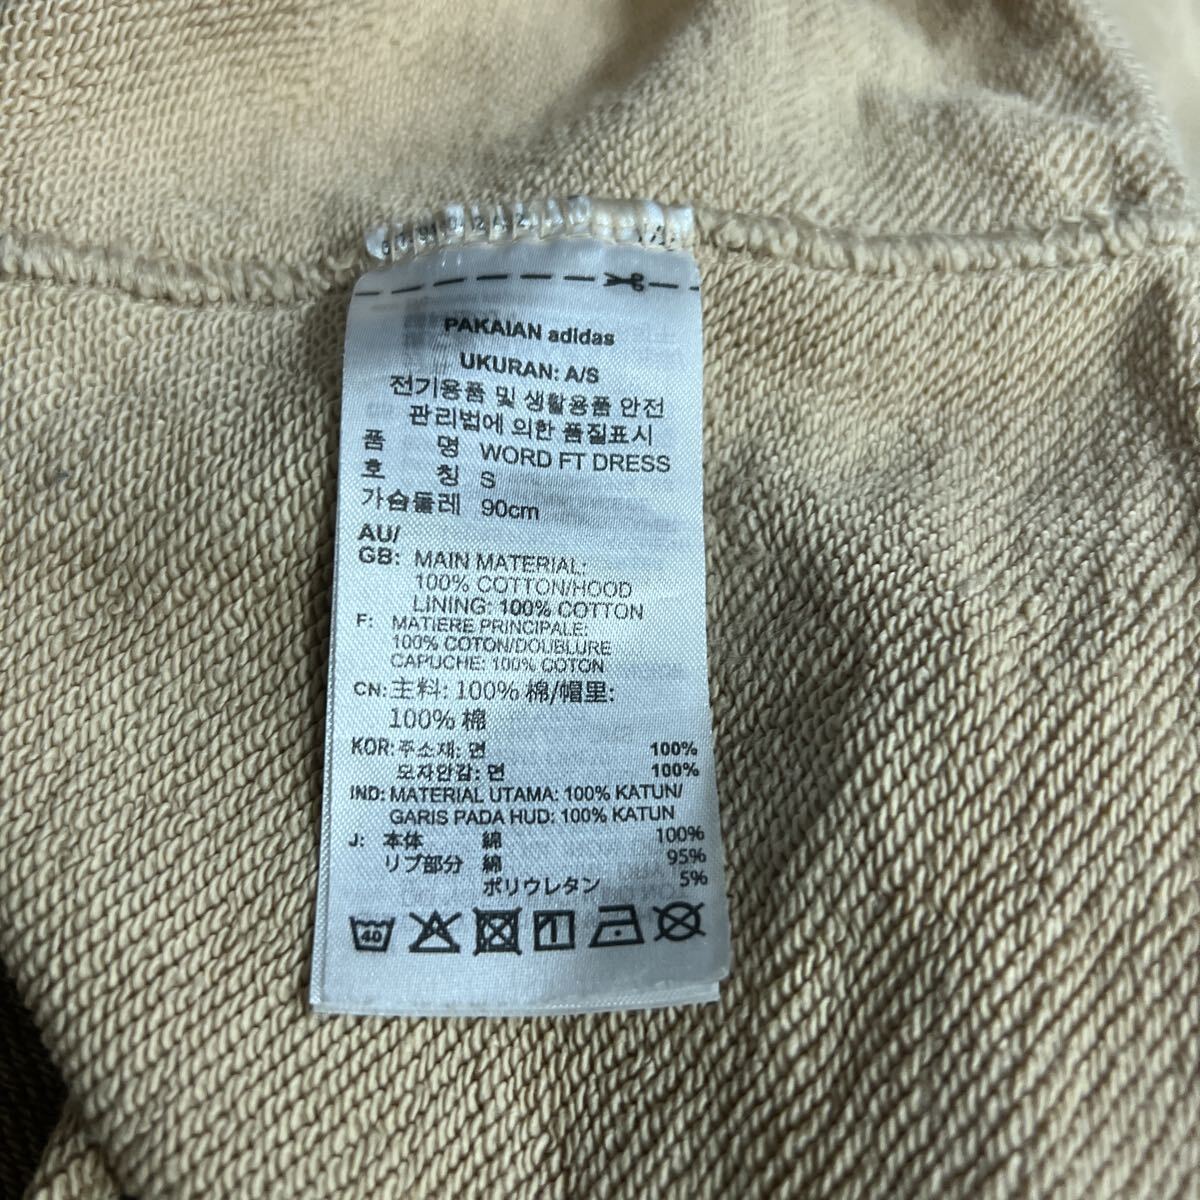 PAKAIAN adidas
UKURAN: A/S
전기용품 및 생활용품 안전
관리법에 의한 품질표시
품 명 WORD FT DRESS
호 칭 S
가슴둘레 90cm
AU/
GB: MAIN MATERIAL:
100% COTTON/HOOD
LINING: 100% COTTON
F: MATIERE PRINCIPALE:
100% COTON/DOUBLURE
CAPUCHE: 100% COTON
CN: 主料: 100% 棉/帽里:
100% 棉
KOR: 주소재: 면 100%
모자안감: 면 100%
IND: MATERIAL UTAMA: 100% KATUN/
GARIS PADA HUD: 100% KATUN
J: 本体 綿 100%
リブ部分 綿 95%
ポリウレタン 5%
40